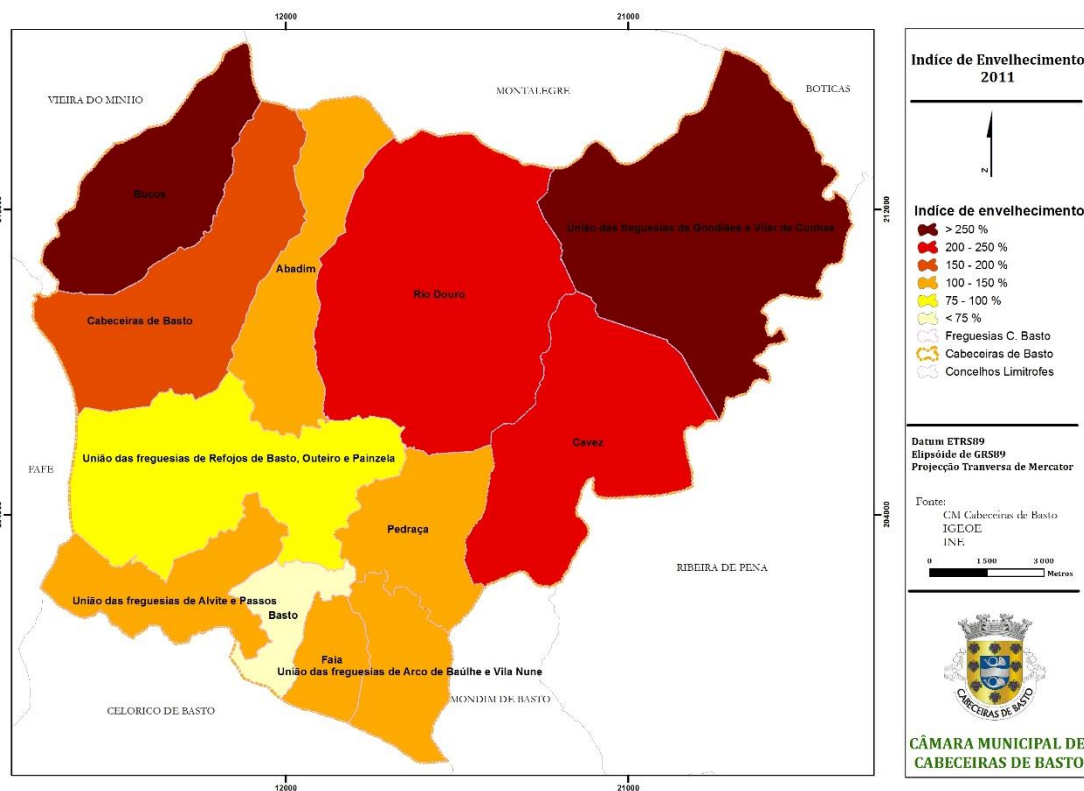 12000
21000
VIEIRA DO MINHO
MONTALEGRE
BOTICAS
Bucos
212000
União das freguesias de Gondiães e Vilar de Cunhas
Abadim
Rio Douro
Cabeceiras de Basto
Cavez
União das freguesias de Refojos de Basto, Outeiro e Painzela
FAFE
204000
Pedraça
RIBEIRA DE PENA
União das freguesias de Alvite e Passos
Basto
Faia
União das freguesias de Arco de Baúlhe e Vila Nune
MONDIM DE BASTO
CELORICO DE BASTO
12000
21000
Indíce de Envelhecimento
2011
N
Indíce de envelhecimento
> 250 %
200 - 250 %
150 - 200 %
100 - 150 %
75 - 100 %
< 75 %
Freguesias C. Basto
Cabeceiras de Basto
Concelhos Limitrofes
Datum ETRS89
Elipsóide de GRS89
Projecção Tranversa de Mercator
Fonte:
CM Cabeceiras de Basto
IGEOE
INE
0 1 500 3 000
Metros
CABECEIRAS DE BASTO
CÂMARA MUNICIPAL DE
CABECEIRAS DE BASTO